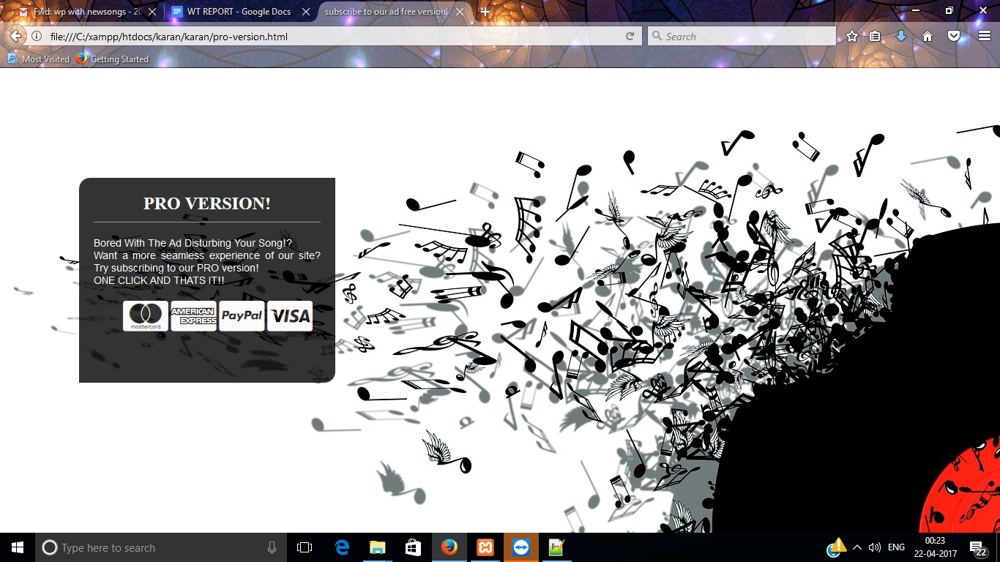 Fwd: wp with newsongs - 20
WT REPORT - Google Docs
subscribe to our ad free version!
file:///C:/xampp/htdocs/karan/karan/pro-version.html
Search
Most Visited
Getting Started
PRO VERSION!
Bored With The Ad Disturbing Your Song!?
Want a more seamless experience of our site?
Try subscribing to our PRO version!
ONE CLICK AND THATS IT!!
mastercard
AMERICAN
EXPRESS
PayPal
VISA
Type here to search
ENG
00:23
22-04-2017
22